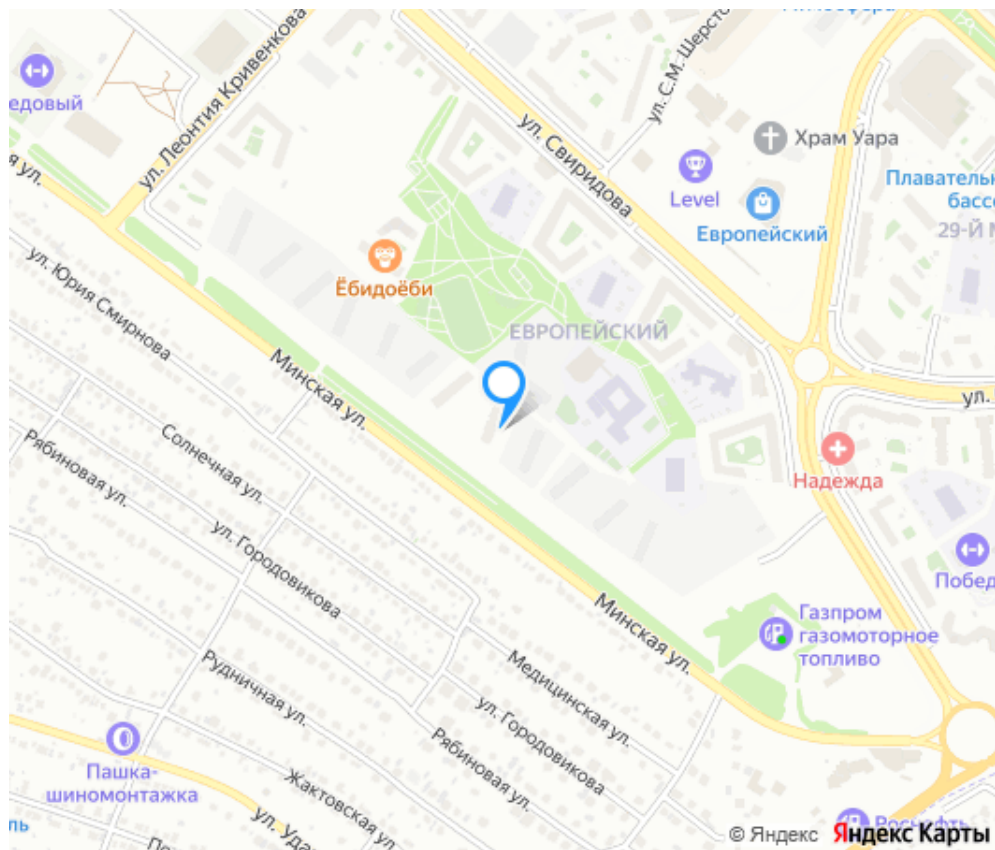 ул. С.М. Шерсто
едовый
ул. Леонтия Кривенкова
я ул.
ул. Свиридова
Храм Уара
Level
Европейский
Плавательн
бассе
29-Й М
Ёбидоёби
ЕВРОПЕЙСКИЙ
ул. Юрия Смирнова
Минская ул.
ул.
Солнечная ул.
Рябиновая ул.
Надежда
ул. Городовикова
Побед
Минская ул.
Газпром
газомоторное
топливо
Рудничная ул.
Медицинская ул.
ул. Городовикова
Рябиновая ул.
Пашка-
шиномонтажка
Жактовская ул.
ул. Уда
ль
Роснефть
© Яндекс Яндекс Карты